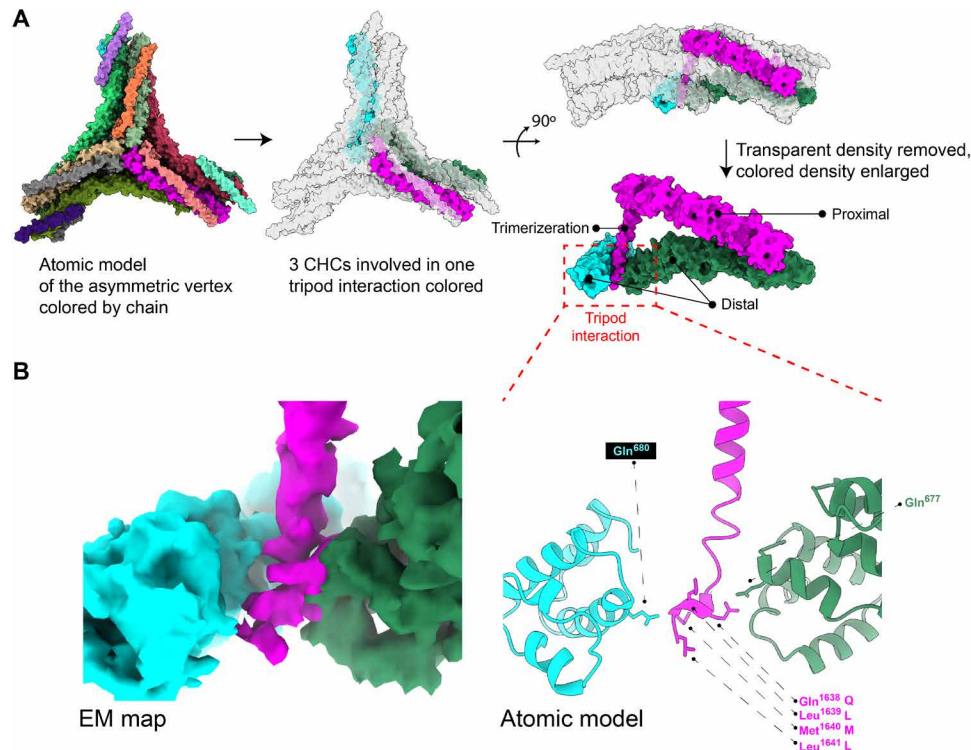 A
90º
Transparent density removed,
colored density enlarged
Trimerizeration
Proximal
Atomic model
of the asymmetric vertex
colored by chain
3 CHCs involved in one
tripod interaction colored
Distal
Tripod
interaction
B
Gln680
Gln677
Gln1638 Q
Leu1639 L
Met1640 M
Leu1641 L
EM map
Atomic model